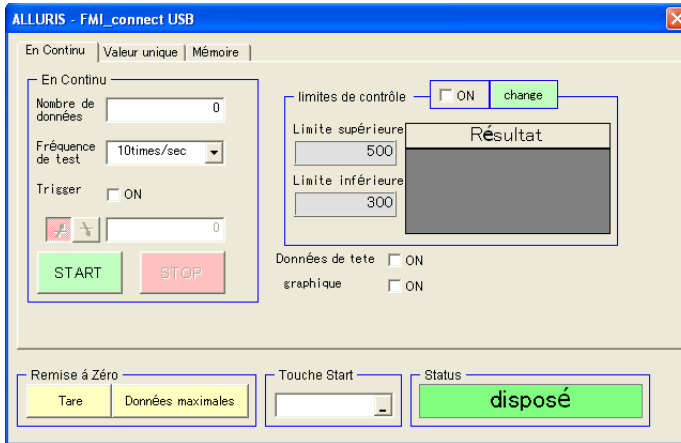 ALLURIS - FMI_connect USB
En Continu
Valeur unique
Mémoire
En Continu
Nombre de
données
0
Fréquence
de test
10times/sec
Trigger
ON
0
START
STOP
limites de contrôle
ON
change
Limite supérieure
500
Limite inférieure
300
Résultat
Données de tete
ON
graphique
ON
Remise á Zéro
Tare
Données maximales
Touche Start
_
Status
disposé